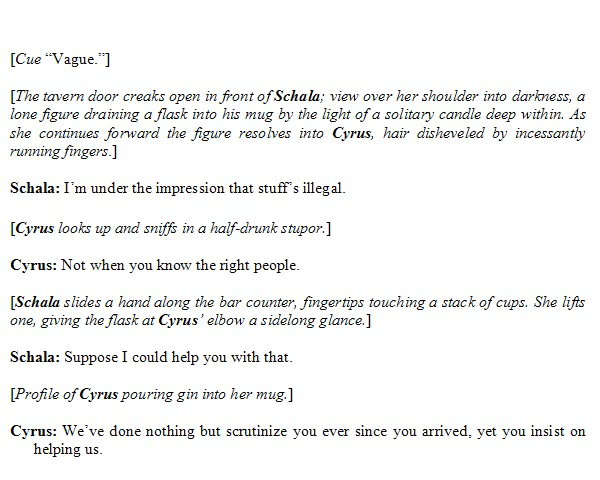 [Cue “Vague.”]
[The tavern door creaks open in front of Schala; view over her shoulder into darkness, a
lone figure draining a flask into his mug by the light of a solitary candle deep within. As
she continues forward the figure resolves into Cyrus, hair disheveled by incessantly
running fingers.]
Schala: I’m under the impression that stuff’s illegal.
[Cyrus looks up and sniffs in a half-drunk stupor.]
Cyrus: Not when you know the right people.
[Schala slides a hand along the bar counter, fingertips touching a stack of cups. She lifts
one, giving the flask at Cyrus’ elbow a sidelong glance.]
Schala: Suppose I could help you with that.
[Profile of Cyrus pouring gin into her mug.]
Cyrus: We’ve done nothing but scrutinize you ever since you arrived, yet you insist on
helping us.